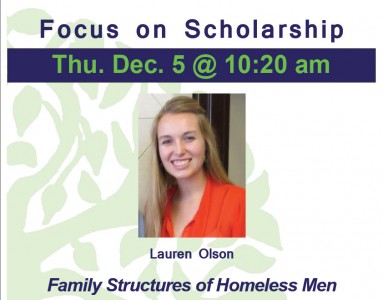 Focus on Scholarship
Thu. Dec. 5 @ 10:20 am
Lauren Olson
Family Structures of Homeless Men